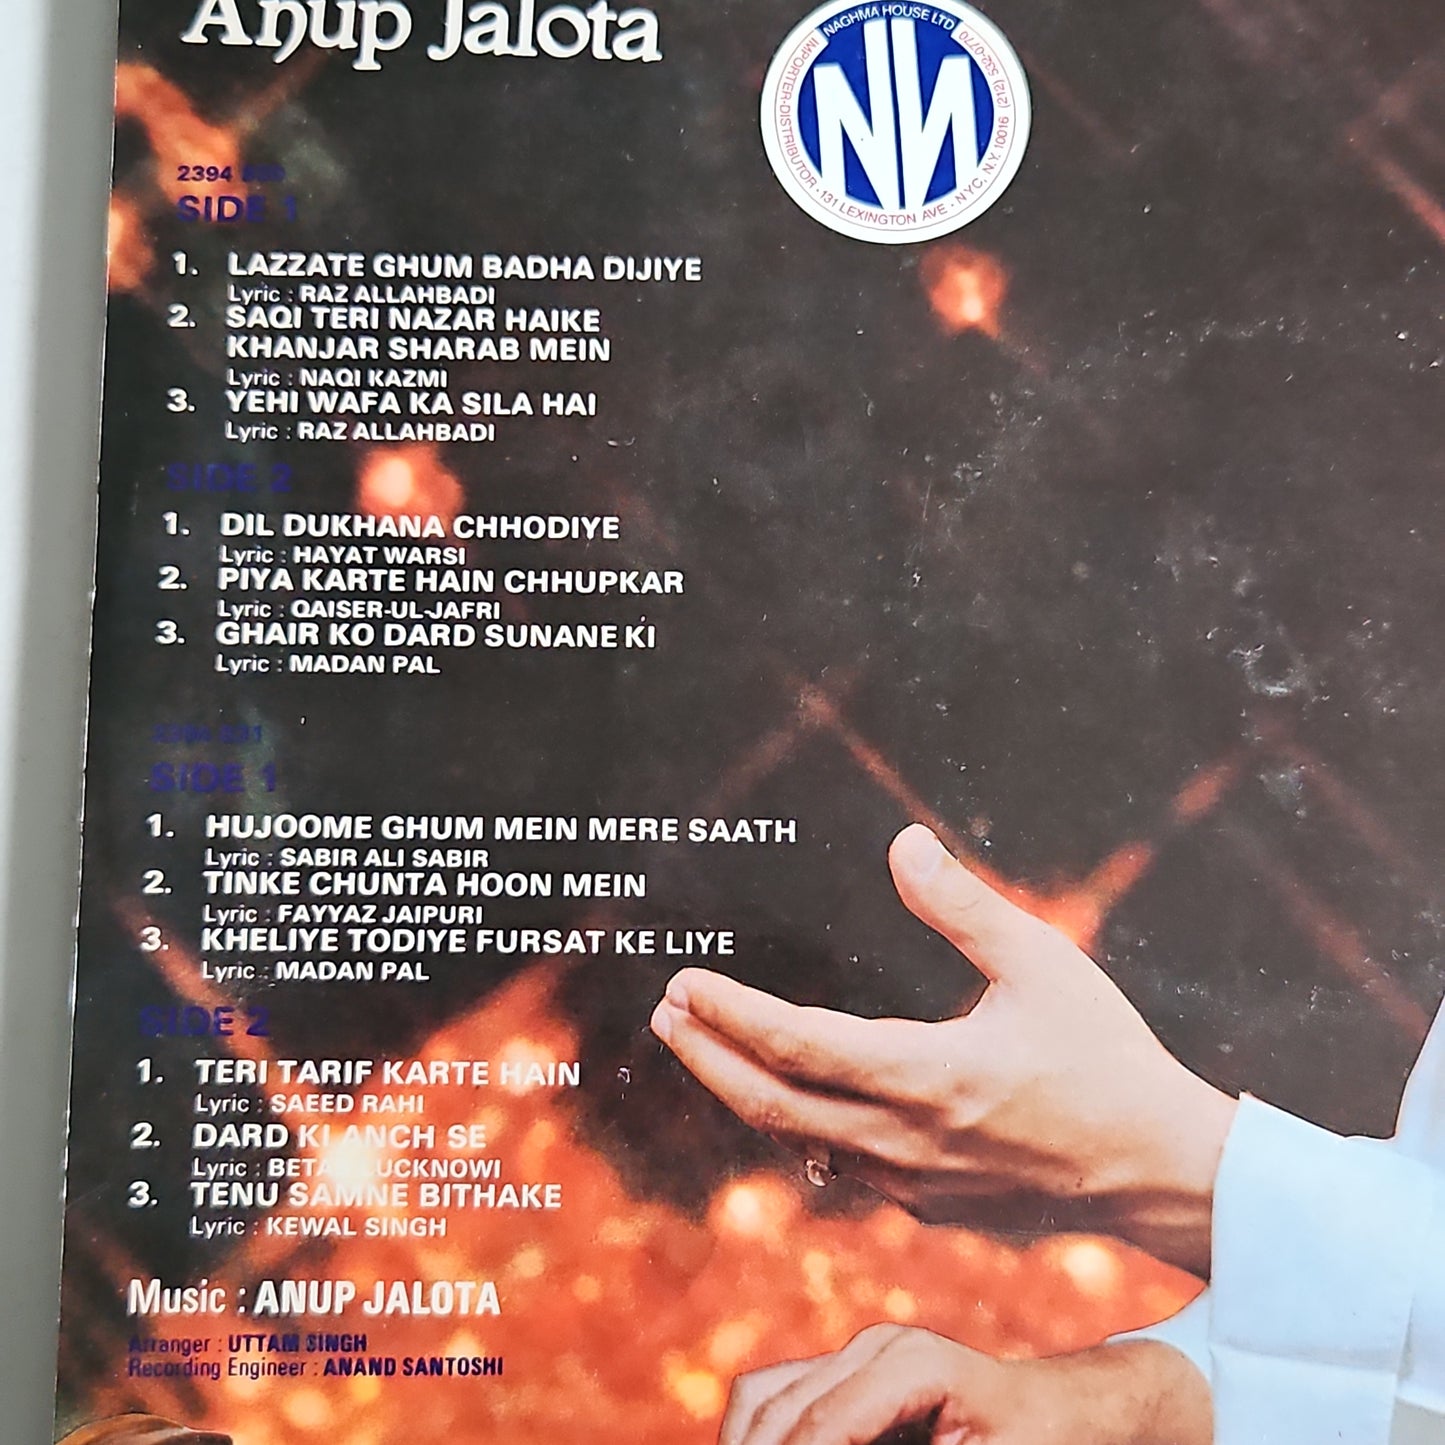 Anup Jalota
NAGHMA HOUSE LTD
IMPORTER-DISTRIBUTOR · 131 LEXINGTON AVE - N.Y.C. N.Y. 10016 (212) 532-0770
NN
2394
SIDE 1
1. LAZZATE GHUM BADHA DIJIYE
Lyric : RAZ ALLAHBADI
2. SAQI TERI NAZAR HAIKE
KHANJAR SHARAB MEIN
Lyric : NAQI KAZMI
3. YEHI WAFA KA SILA HAI
Lyric : RAZ ALLAHBADI
SIDE 2
1. DIL DUKHANA CHHODIYE
Lyric : HAYAT WARSI
2. PIYA KARTE HAIN CHHUPKAR
Lyric : QAISER-UL-JAFRI
3. GHAIR KO DARD SUNANE KI
Lyric : MADAN PAL
2394 831
SIDE 1
1. HUJOOME GHUM MEIN MERE SAATH
Lyric : SABIR ALI SABIR
2. TINKE CHUNTA HOON MEIN
Lyric : FAYYAZ JAIPURI
3. KHELIYE TODIYE FURSAT KE LIYE
Lyric : MADAN PAL
SIDE 2
1. TERI TARIF KARTE HAIN
Lyric : SAEED RAHI
2. DARD KI ANCH SE
Lyric : BETAB LUCKNOWI
3. TENU SAMNE BITHAKE
Lyric : KEWAL SINGH
Music : ANUP JALOTA
Arranger : UTTAM SINGH
Recording Engineer : ANAND SANTOSHI